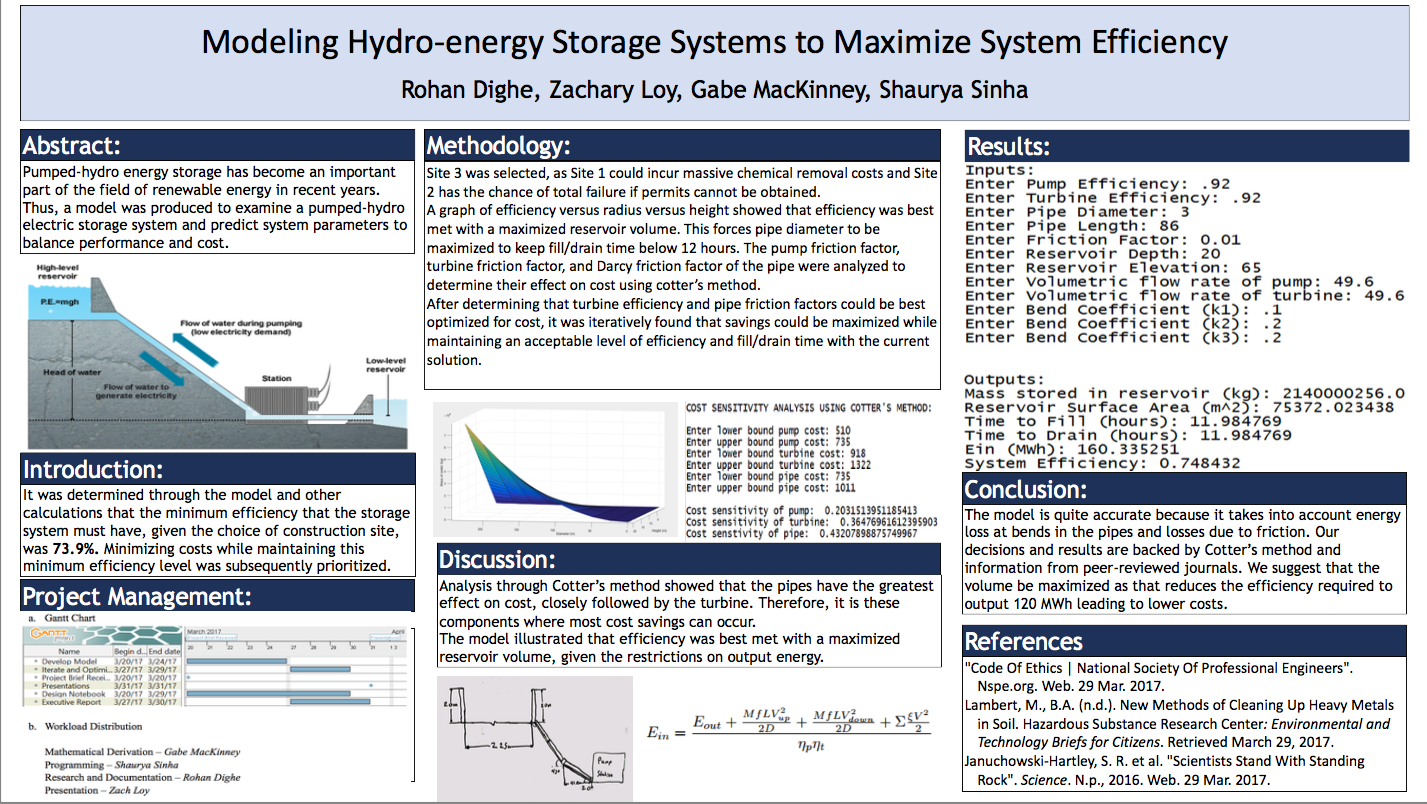 Modeling Hydro-energy Storage Systems to Maximize System Efficiency
Rohan Dighe, Zachary Loy, Gabe MacKinney, Shaurya Sinha
Abstract:
Pumped-hydro energy storage has become an important
part of the field of renewable energy in recent years.
Thus, a model was produced to examine a pumped-hydro
electric storage system and predict system parameters to
balance performance and cost.
High-level
reservoir
P.E.=mgh
Flow of water during pumping
(low electricity demand)
Low-level
reservoir
Head of water
Station
Flow of water to
generate electricity
Introduction:
It was determined through the model and other
calculations that the minimum efficiency that the storage
system must have, given the choice of construction site,
was 73.9%. Minimizing costs while maintaining this
minimum efficiency level was subsequently prioritized.
Project Management:
a. Gantt Chart
GANTT
March 2017
April
Name Begin d... End date
20 21 22 23 24 27 28 29 30 31 1 3
Develop Model 3/20/17 3/24/17
Iterate and Optimi... 3/27/17 3/29/17
Project Brief Recei... 3/20/17 3/20/17
Presentations 3/31/17 3/31/17
Design Notebook 3/20/17 3/29/17
Executive Report 3/27/17 3/30/17
b. Workload Distribution
Mathematical Derivation – Gabe MacKinney
Programming – Shaurya Sinha
Research and Documentation – Rohan Dighe
Presentation – Zach Loy
Methodology:
Site 3 was selected, as Site 1 could incur massive chemical removal costs and Site
2 has the chance of total failure if permits cannot be obtained.
A graph of efficiency versus radius versus height showed that efficiency was best
met with a maximized reservoir volume. This forces pipe diameter to be
maximized to keep fill/drain time below 12 hours. The pump friction factor,
turbine friction factor, and Darcy friction factor of the pipe were analyzed to
determine their effect on cost using cotter's method.
After determining that turbine efficiency and pipe friction factors could be best
optimized for cost, it was iteratively found that savings could be maximized while
maintaining an acceptable level of efficiency and fill/drain time with the current
solution.
COST SENSITIVITY ANALYSIS USING COTTER'S METHOD:
Enter lower bound pump cost: 510
Enter upper bound pump cost: 735
Enter lower bound turbine cost: 918
Enter upper bound turbine cost: 1322
Enter lower bound pipe cost: 735
Enter upper bound pipe cost: 1011
Cost sensitivity of pump: 0.2031513951185413
Cost sensitivity of turbine: 0.36476961612395903
Cost senstivity of pipe: 0.43207898875749967
Discussion:
Analysis through Cotter's method showed that the pipes have the greatest
effect on cost, closely followed by the turbine. Therefore, it is these
components where most cost savings can occur.
The model illustrated that efficiency was best met with a maximized
reservoir volume, given the restrictions on output energy.
Pump
Station
E_in = (E_out + MfLV²_up/2D + MfLV²_down/2D + Σ ξV²/2) / η_pη_t
Results:
Inputs:
Enter Pump Efficiency: .92
Enter Turbine Efficiency: .92
Enter Pipe Diameter: 3
Enter Pipe Length: 86
Enter Friction Factor: 0.01
Enter Reservoir Depth: 20
Enter Reservoir Elevation: 65
Enter Volumetric flow rate of pump: 49.6
Enter Volumetric flow rate of turbine: 49.6
Enter Bend Coefficient (k1): .1
Enter Bend Coefficient (k2): .2
Enter Bend Coefficient (k3): .2
Outputs:
Mass stored in reservoir (kg): 2140000256.0
Reservoir Surface Area (m^2): 75372.023438
Time to Fill (hours): 11.984769
Time to Drain (hours): 11.984769
Ein (MWh): 160.335251
System Efficiency: 0.748432
Conclusion:
The model is quite accurate because it takes into account energy
loss at bends in the pipes and losses due to friction. Our
decisions and results are backed by Cotter's method and
information from peer-reviewed journals. We suggest that the
volume be maximized as that reduces the efficiency required to
output 120 MWh leading to lower costs.
References
"Code Of Ethics | National Society Of Professional Engineers".
Nspe.org. Web. 29 Mar. 2017.
Lambert, M., B.A. (n.d.). New Methods of Cleaning Up Heavy Metals
in Soil. Hazardous Substance Research Center: Environmental and
Technology Briefs for Citizens. Retrieved March 29, 2017.
Januchowski-Hartley, S. R. et al. "Scientists Stand With Standing
Rock". Science. N.p., 2016. Web. 29 Mar. 2017.